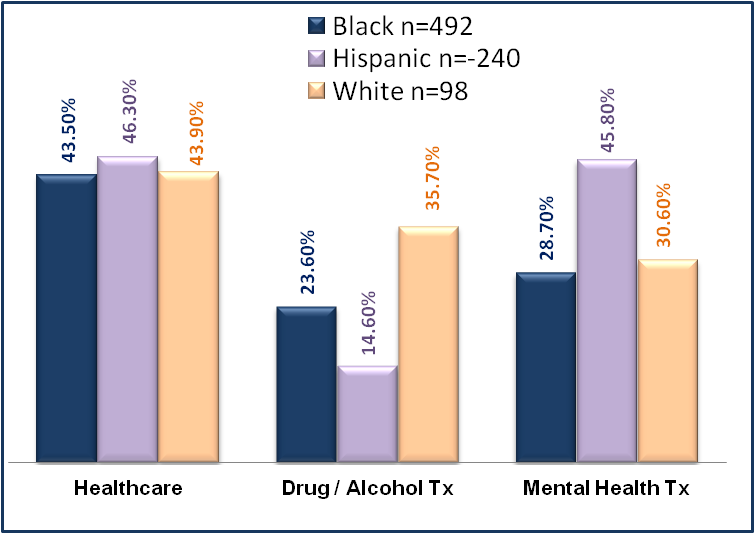 Black n=492
Hispanic n=-240
White n=98
43.50%
46.30%
43.90%
23.60%
14.60%
35.70%
28.70%
45.80%
30.60%
Healthcare
Drug / Alcohol Tx
Mental Health Tx